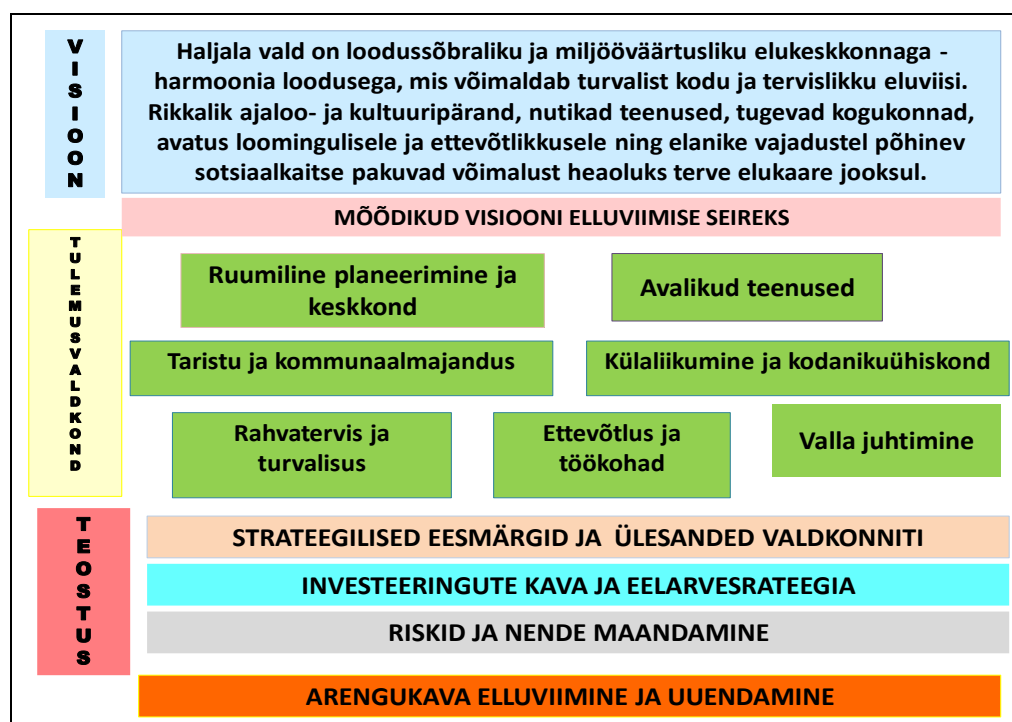 VISIOON
Haljala vald on loodussõbraliku ja miljööväärtusliku elukeskkonnaga -
harmoonia loodusega, mis võimaldab turvalist kodu ja tervislikku eluviisi.
Rikkalik ajaloo- ja kultuuripärand, nutikad teenused, tugevad kogukonnad,
avatus loomingulisele ja ettevõtlikkusele ning elanike vajadustel põhinev
sotsiaalkaitse pakuvad võimalust heaoluks terve elukaare jooksul.
MÕÕDIKUD VISIOONI ELLUVIIMISE SEIREKS
TULEMUSVALDKOND
Ruumiline planeerimine ja
keskkond
Avalikud teenused
Taristu ja kommunaalmajandus
Külaliikumine ja kodanikuühiskond
Rahvatervis ja
turvalisus
Ettevõtlus ja
töökohad
Valla juhtimine
TEOSTUS
STRATEEGILISED EESMÄRGID JA ÜLESANDED VALDKONNITI
INVESTEERINGUTE KAVA JA EELARVESRATEEGIA
RISKID JA NENDE MAANDAMINE
ARENGUKAVA ELLUVIIMINE JA UUENDAMINE